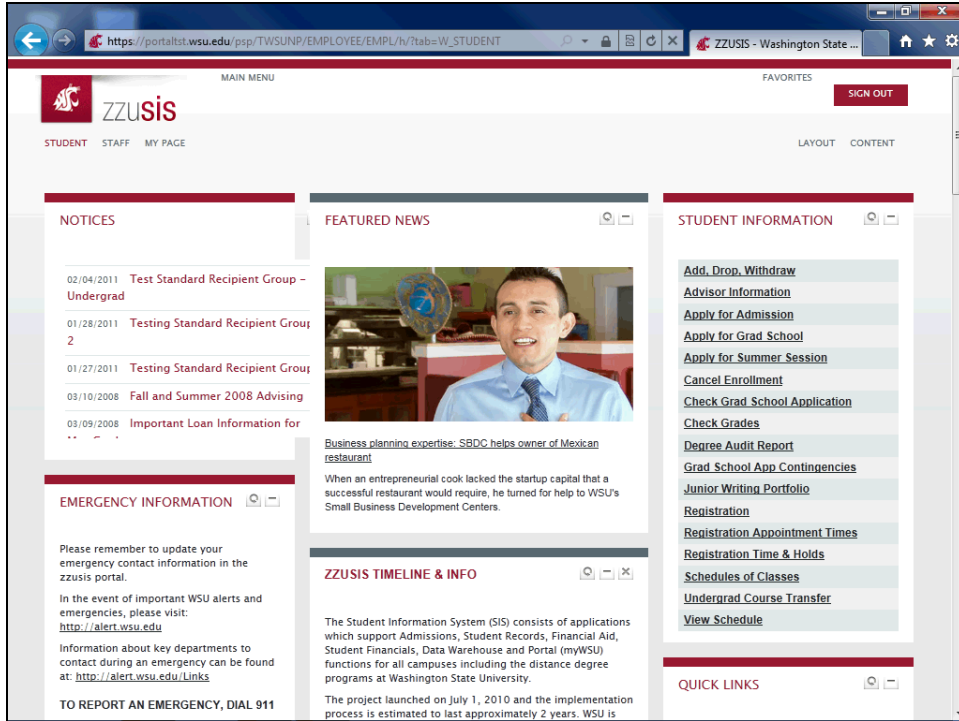 https://portaltst.wsu.edu/psp/TWSUNP/EMPLOYEE/EMPL/h/?tab=W_STUDENT
ZZUSIS - Washington State ...
MAIN MENU
FAVORITES
SIGN OUT
zzusis
STUDENT STAFF MY PAGE
LAYOUT CONTENT
NOTICES
02/04/2011 Test Standard Recipient Group –
Undergrad
01/28/2011 Testing Standard Recipient Group
2
01/27/2011 Testing Standard Recipient Group
03/10/2008 Fall and Summer 2008 Advising
03/09/2008 Important Loan Information for
EMERGENCY INFORMATION
Please remember to update your
emergency contact information in the
zzusis portal.
In the event of important WSU alerts and
emergencies, please visit:
http://alert.wsu.edu
Information about key departments to
contact during an emergency can be found
at: http://alert.wsu.edu/Links
TO REPORT AN EMERGENCY, DIAL 911
FEATURED NEWS
Business planning expertise: SBDC helps owner of Mexican
restaurant
When an entrepreneurial cook lacked the startup capital that a
successful restaurant would require, he turned for help to WSU's
Small Business Development Centers.
ZZUSIS TIMELINE & INFO
The Student Information System (SIS) consists of applications
which support Admissions, Student Records, Financial Aid,
Student Financials, Data Warehouse and Portal (myWSU)
functions for all campuses including the distance degree
programs at Washington State University.
The project launched on July 1, 2010 and the implementation
process is estimated to last approximately 2 years. WSU is
STUDENT INFORMATION
Add, Drop, Withdraw
Advisor Information
Apply for Admission
Apply for Grad School
Apply for Summer Session
Cancel Enrollment
Check Grad School Application
Check Grades
Degree Audit Report
Grad School App Contingencies
Junior Writing Portfolio
Registration
Registration Appointment Times
Registration Time & Holds
Schedules of Classes
Undergrad Course Transfer
View Schedule
QUICK LINKS